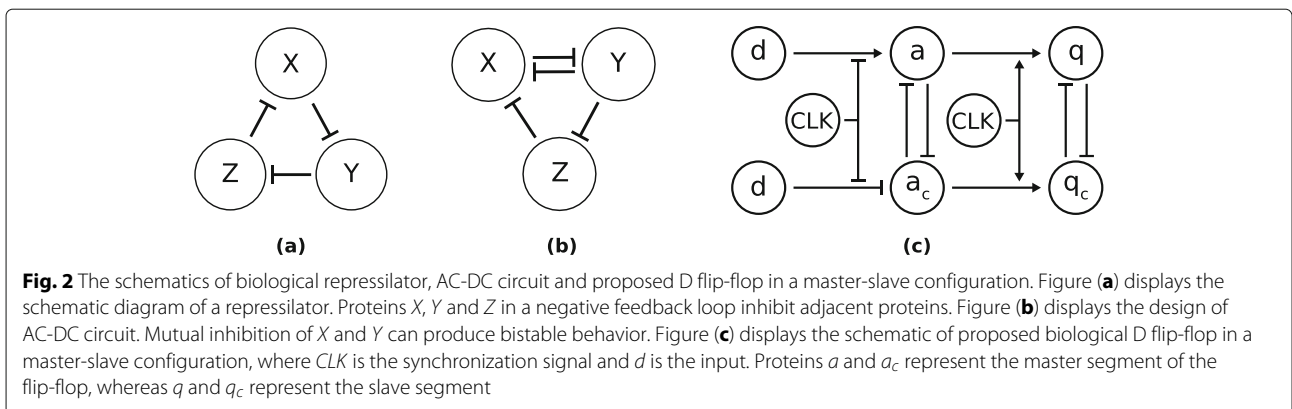 X
Z
Y
(a)
X
Y
Z
(b)
d
a
q
CLK
CLK
d
a_c
q_c
(c)
Fig. 2 The schematics of biological repressilator, AC-DC circuit and proposed D flip-flop in a master-slave configuration. Figure (a) displays the
schematic diagram of a repressilator. Proteins X, Y and Z in a negative feedback loop inhibit adjacent proteins. Figure (b) displays the design of
AC-DC circuit. Mutual inhibition of X and Y can produce bistable behavior. Figure (c) displays the schematic of proposed biological D flip-flop in a
master-slave configuration, where CLK is the synchronization signal and d is the input. Proteins a and a_c represent the master segment of the
flip-flop, whereas q and q_c represent the slave segment